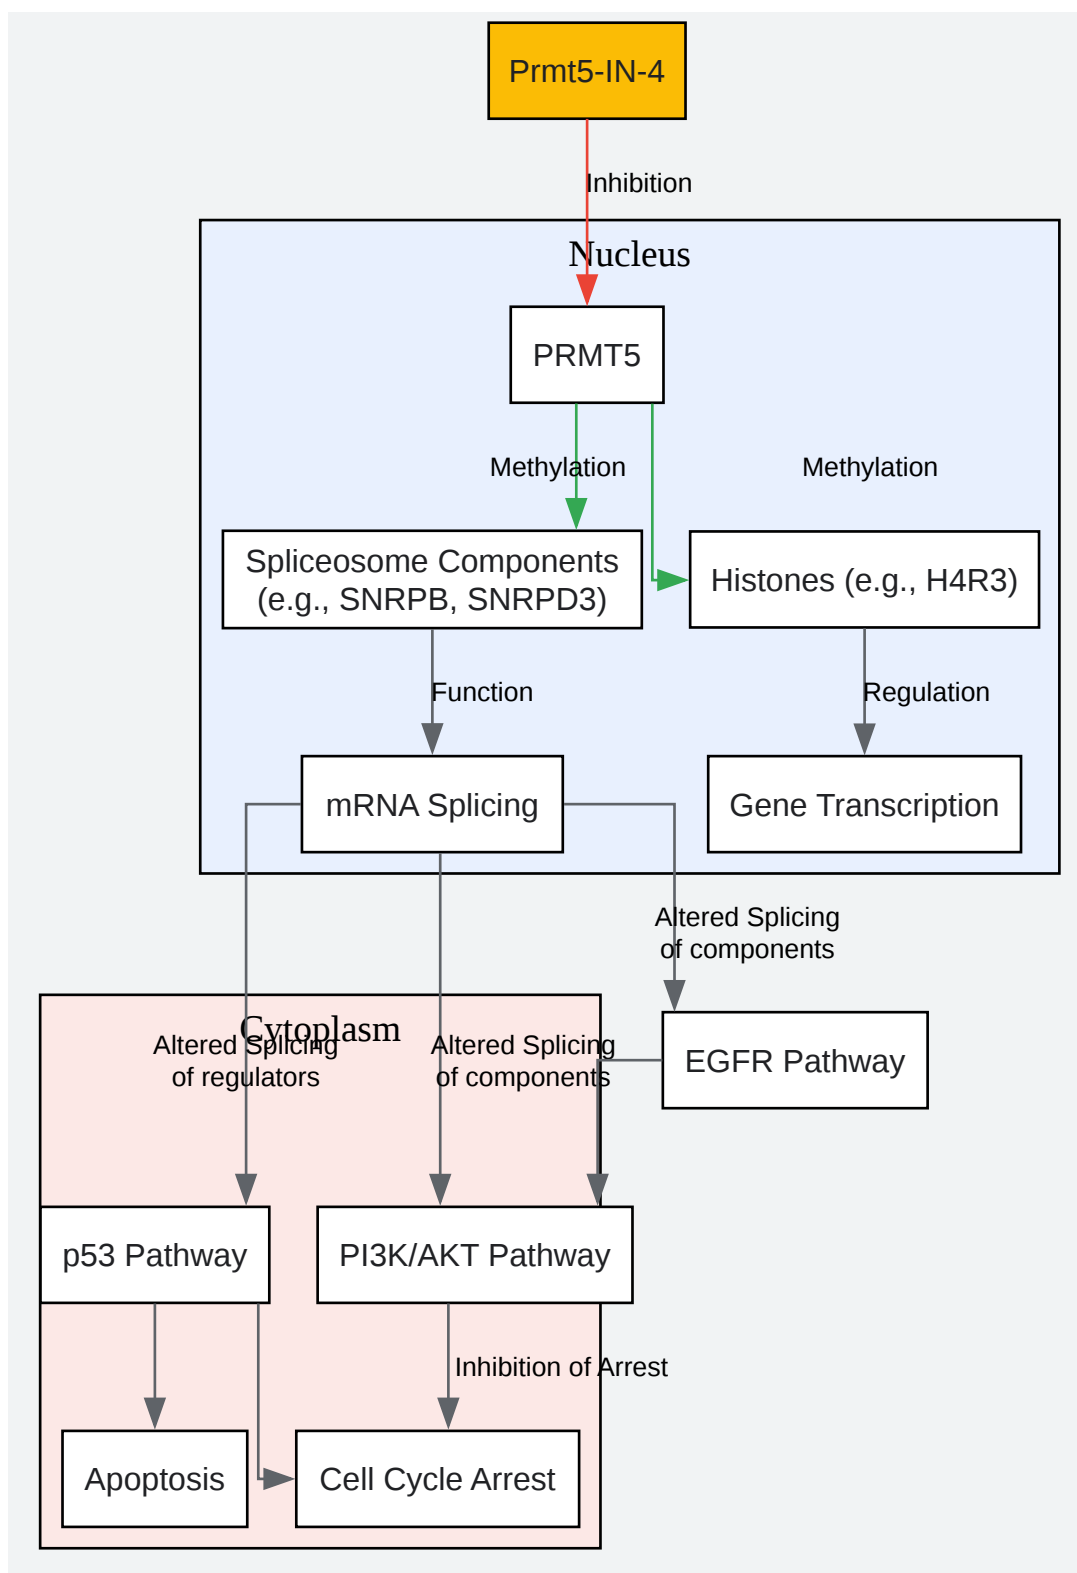 Prmt5-IN-4
Inhibition
Nucleus
PRMT5
Methylation
Methylation
Spliceosome Components
(e.g., SNRPB, SNRPD3)
Histones (e.g., H4R3)
Function
Regulation
mRNA Splicing
Gene Transcription
Altered Splicing
of components
Cytoplasm
Altered Splicing
of regulators
Altered Splicing
of components
EGFR Pathway
p53 Pathway
PI3K/AKT Pathway
Inhibition of Arrest
Apoptosis
Cell Cycle Arrest